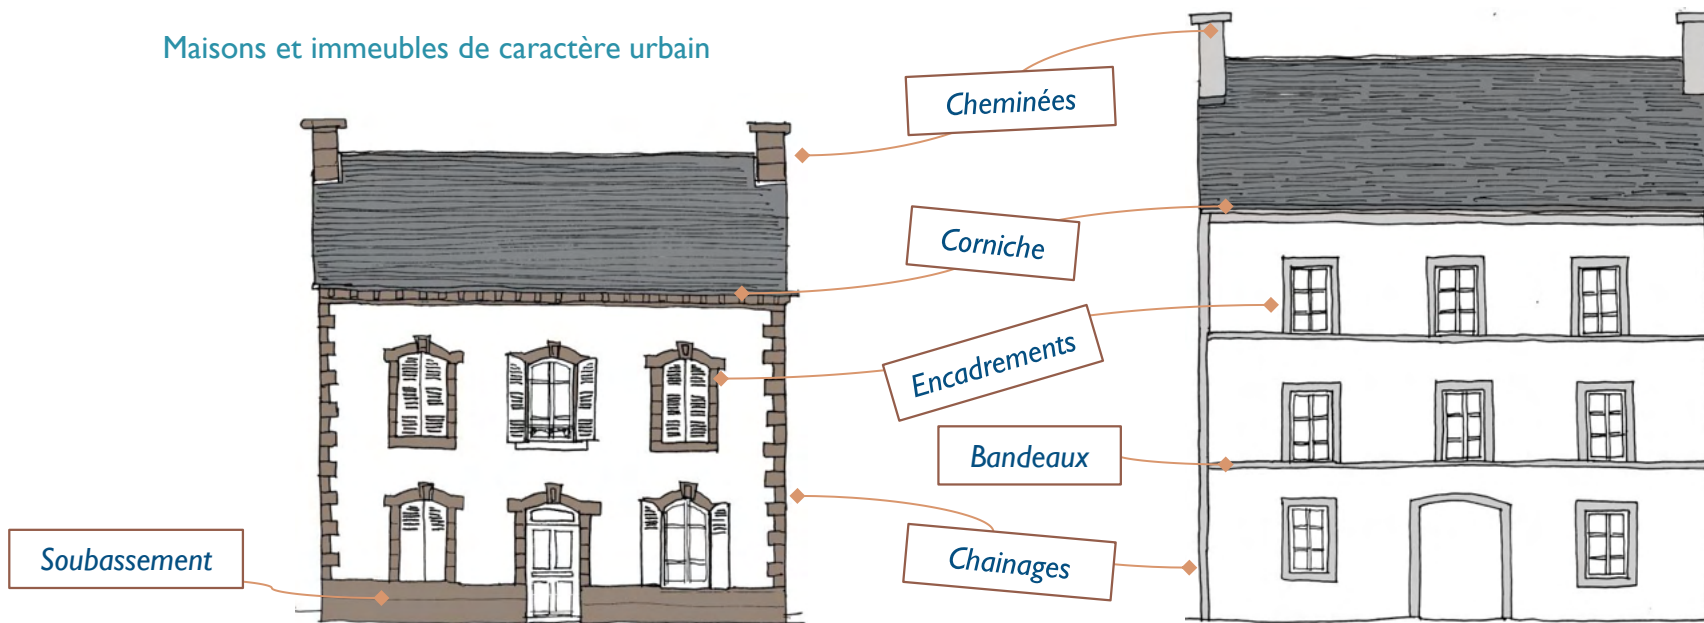 Maisons et immeubles de caractère urbain
Cheminées
Corniche
Encadrements
Bandeaux
Chainages
Soubassement